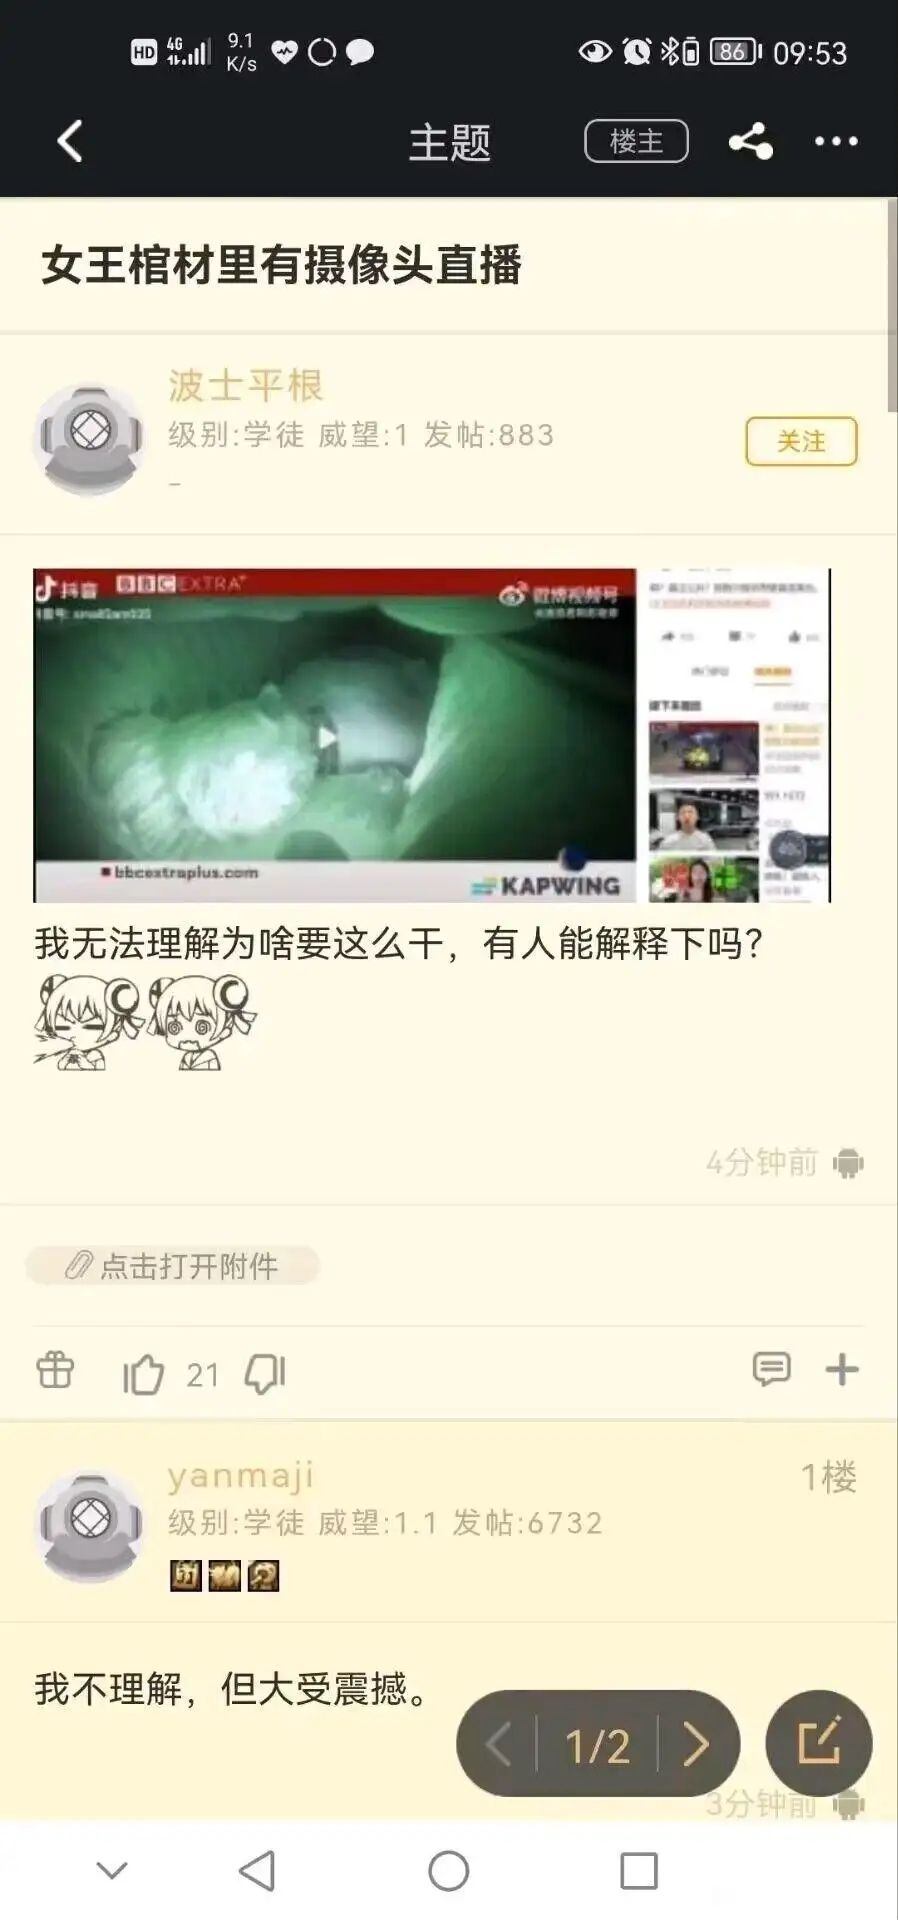 HD 4G 9.1 K/s 86 09:53
主题 楼主
女王棺材里有摄像头直播
波士平根
级别:学徒 威望:1 发帖:883
关注
抖音 BBC EXTRA+ 微博视频号
bbcextraplus.com
KAPWING
我无法理解为啥要这么干，有人能解释下吗？
4分钟前
点击打开附件
21
yanmaji 1楼
级别:学徒 威望:1.1 发帖:6732
我不理解，但大受震撼。
1/2
3分钟前